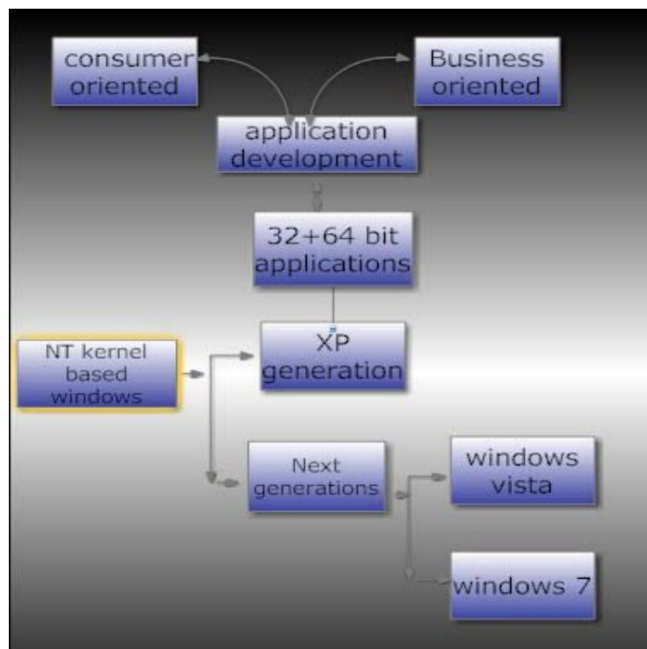 consumer
oriented
Business
oriented
application
development
32+64 bit
applications
XP
generation
NT kernel
based
windows
Next
generations
windows
vista
windows 7